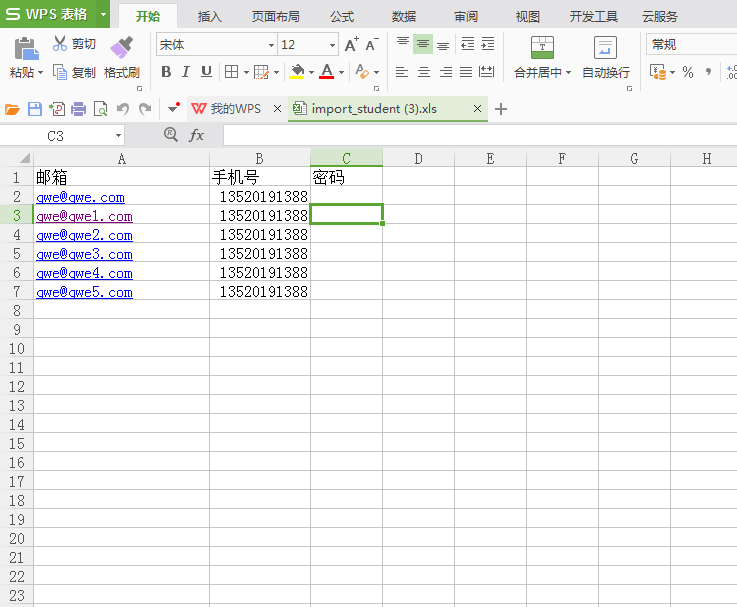 WPS 表格
开始 插入 页面布局 公式 数据 审阅 视图 开发工具 云服务
剪切 宋体 12 A+ A- 常规
粘贴 复制 格式刷 B I U A 合并居中 自动换行 % .00
我的WPS × import_student (3).xls × +
C3 fx
A B C D E F G H
1 邮箱 手机号 密码
2 qwe@qwe.com 13520191388
3 qwe@qwe1.com 13520191388
4 qwe@qwe2.com 13520191388
5 qwe@qwe3.com 13520191388
6 qwe@qwe4.com 13520191388
7 qwe@qwe5.com 13520191388
8
9
10
11
12
13
14
15
16
17
18
19
20
21
22
23